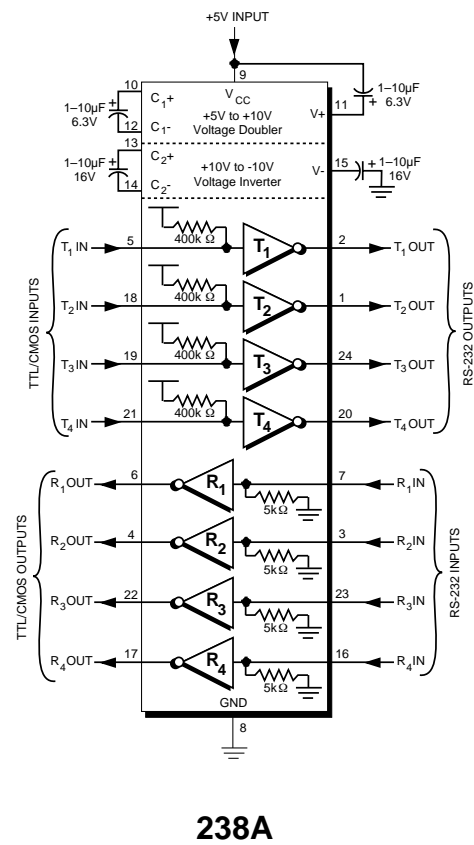 +5V INPUT
9
10
C1+
VCC
1–10µF
6.3V
+
12
C1-
+5V to +10V
Voltage Doubler
V+
11
+
1–10µF
6.3V
13
C2+
1–10µF
16V
+
14
C2-
+10V to -10V
Voltage Inverter
V-
15
+
1–10µF
16V
TTL/CMOS INPUTS
T1 IN
5
400k Ω
T1
2
T1 OUT
T2 IN
18
400k Ω
T2
1
T2 OUT
T3 IN
19
400k Ω
T3
24
T3 OUT
T4 IN
21
400k Ω
T4
20
T4 OUT
RS-232 OUTPUTS
TTL/CMOS OUTPUTS
R1 OUT
6
R1
5kΩ
7
R1 IN
R2 OUT
4
R2
5kΩ
3
R2 IN
R3 OUT
22
R3
5kΩ
23
R3 IN
R4 OUT
17
R4
5kΩ
16
R4 IN
RS-232 INPUTS
GND
8
238A